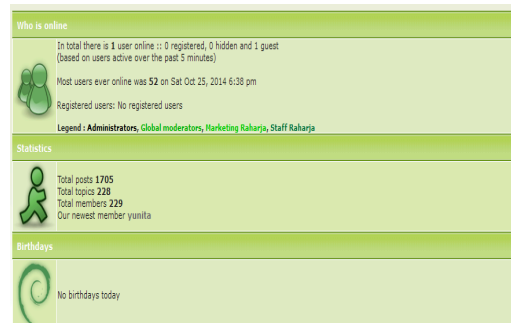 Who is online
In total there is 1 user online :: 0 registered, 0 hidden and 1 guest
(based on users active over the past 5 minutes)
Most users ever online was 52 on Sat Oct 25, 2014 6:38 pm
Registered users: No registered users
Legend : Administrators, Global moderators, Marketing Raharja, Staff Raharja
Statistics
Total posts 1705
Total topics 228
Total members 229
Our newest member yunita
Birthdays
No birthdays today